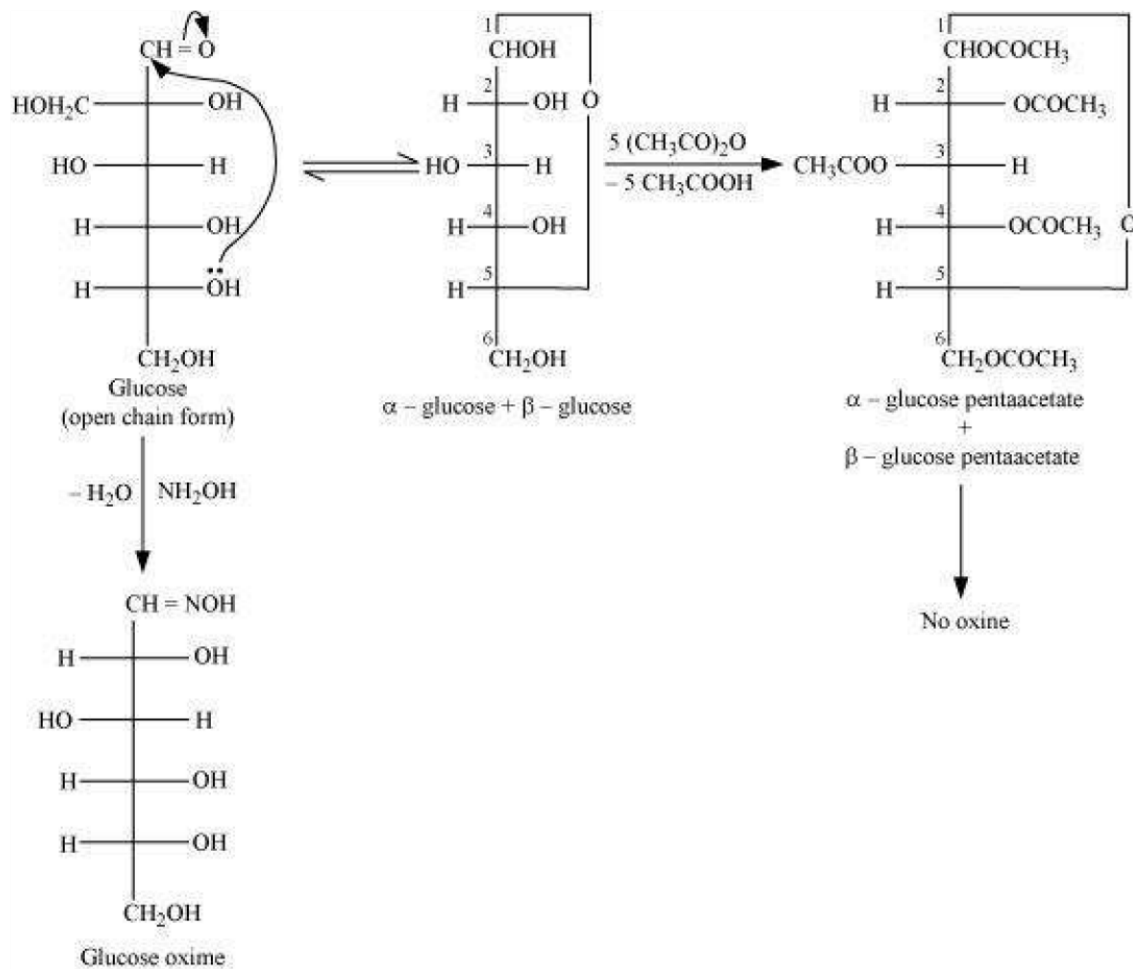 CH = O
HOH₂C OH
HO H
H OH
H OH
CH₂OH
Glucose
(open chain form)
1
CHOH
2
H OH O
3
HO H
4
H OH
5
H
6
CH₂OH
α – glucose + β – glucose
5 (CH₃CO)₂O
– 5 CH₃COOH
1
CHOCOCH₃
2
H OCOCH₃
3
CH₃COO H
4
H OCOCH₃ O
5
H
6
CH₂OCOCH₃
α – glucose pentaacetate
+
β – glucose pentaacetate
– H₂O NH₂OH
No oxine
CH = NOH
H OH
HO H
H OH
H OH
CH₂OH
Glucose oxime